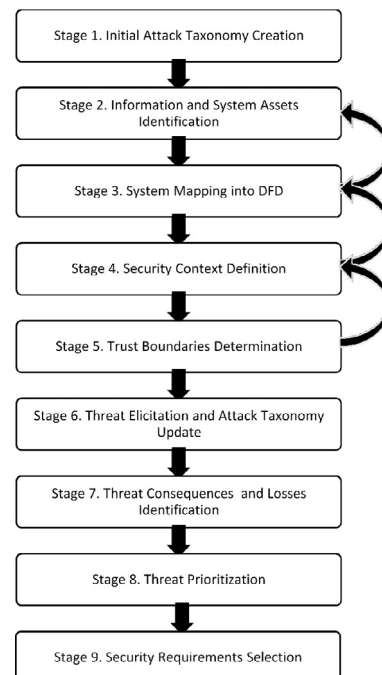 Stage 1. Initial Attack Taxonomy Creation
Stage 2. Information and System Assets
Identification
Stage 3. System Mapping into DFD
Stage 4. Security Context Definition
Stage 5. Trust Boundaries Determination
Stage 6. Threat Elicitation and Attack Taxonomy
Update
Stage 7. Threat Consequences and Losses
Identification
Stage 8. Threat Prioritization
Stage 9. Security Requirements Selection